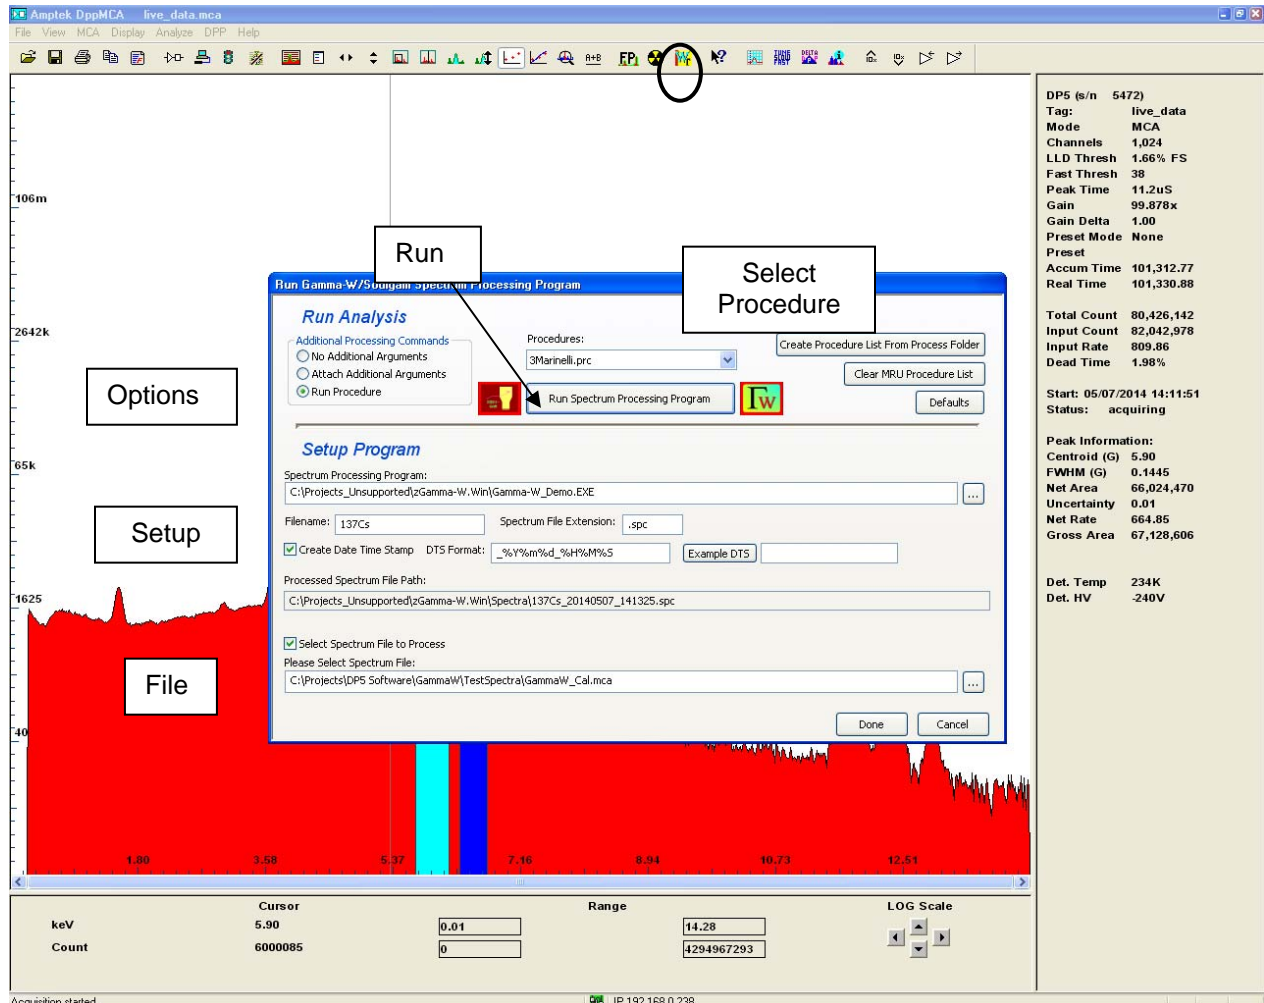 Amptek DppMCA live_data.mca
File View MCA Display Analyze DPP Help
DP5 (s/n 5472)
Tag: live_data
Mode MCA
Channels 1,024
LLD Thresh 1.66% FS
Fast Thresh 38
Peak Time 11.2uS
Gain 99.878x
Gain Delta 1.00
Preset Mode None
Preset
Accum Time 101,312.77
Real Time 101,330.88
Total Count 80,426,142
Input Count 82,042,978
Input Rate 809.86
Dead Time 1.98%
Start: 05/07/2014 14:11:51
Status: acquiring
Peak Information:
Centroid (G) 5.90
FWHM (G) 0.1445
Net Area 66,024,470
Uncertainty 0.01
Net Rate 664.85
Gross Area 67,128,606
Det. Temp 234K
Det. HV -240V
106m
2642k
65k
1625
40
Run
Select
Procedure
Options
Setup
File
Run Gamma-W/Sodigam Spectrum Processing Program
Run Analysis
Additional Processing Commands
No Additional Arguments
Attach Additional Arguments
Run Procedure
Procedures:
3Marinelli.prc
Create Procedure List From Process Folder
Clear MRU Procedure List
Run Spectrum Processing Program
Γw
Defaults
Setup Program
Spectrum Processing Program:
C:\Projects_Unsupported\zGamma-W.Win\Gamma-W_Demo.EXE
...
Filename: 137Cs Spectrum File Extension: .spc
Create Date Time Stamp DTS Format: _%Y%m%d_%H%M%S Example DTS
Processed Spectrum File Path:
C:\Projects_Unsupported\zGamma-W.Win\Spectra\137Cs_20140507_141325.spc
Select Spectrum File to Process
Please Select Spectrum File:
C:\Projects\DP5 Software\GammaW\TestSpectra\GammaW_Cal.mca
...
Done Cancel
1.80 3.58 5.37 7.16 8.94 10.73 12.51
Cursor Range LOG Scale
keV 5.90 0.01 14.28
Count 6000085 0 4294967293
Acquisition started IP 192.168.0.238